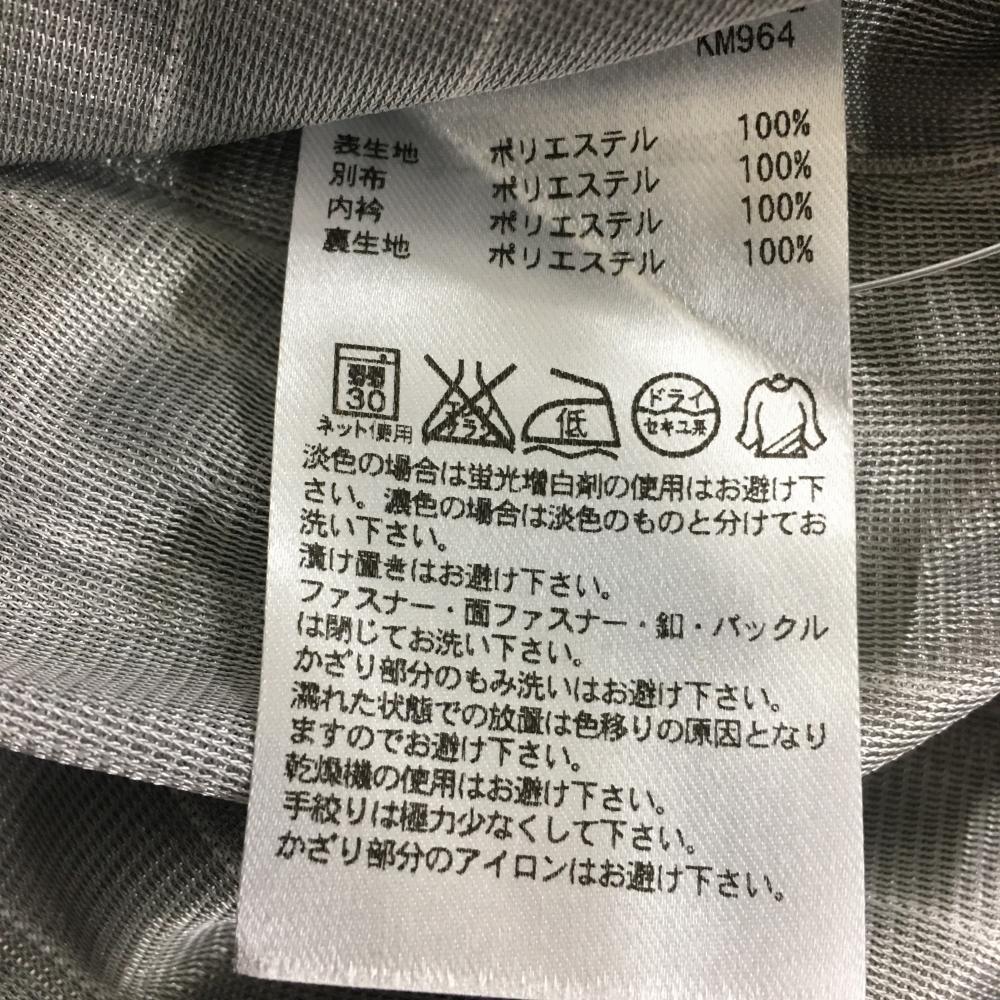 KM964
表生地 ポリエステル 100%
別布 ポリエステル 100%
内衿 ポリエステル 100%
裏生地 ポリエステル 100%
弱 30
ネット使用
エンソ
サラシ
低
ドライ
セキユ系
淡色の場合は蛍光増白剤の使用はお避け下
さい。濃色の場合は淡色のものと分けてお
洗い下さい。
漬け置きはお避け下さい。
ファスナー・面ファスナー・釦・バックル
は閉じてお洗い下さい。
かざり部分のもみ洗いはお避け下さい。
濡れた状態での放置は色移りの原因となり
ますのでお避け下さい。
乾燥機の使用はお避け下さい。
手絞りは極力少なくして下さい。
かざり部分のアイロンはお避け下さい。